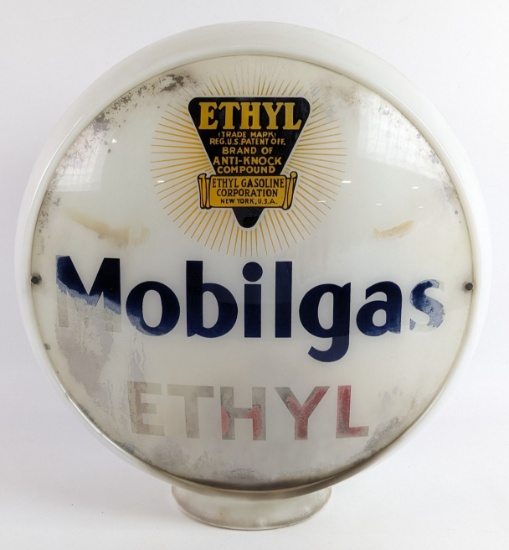 ETHYL
(TRADE MARK)
REG. U.S. PATENT OFF.
BRAND OF
ANTI-KNOCK
COMPOUND
ETHYL GASOLINE
CORPORATION
NEW YORK, U.S.A.
Mobilgas
ETHYL